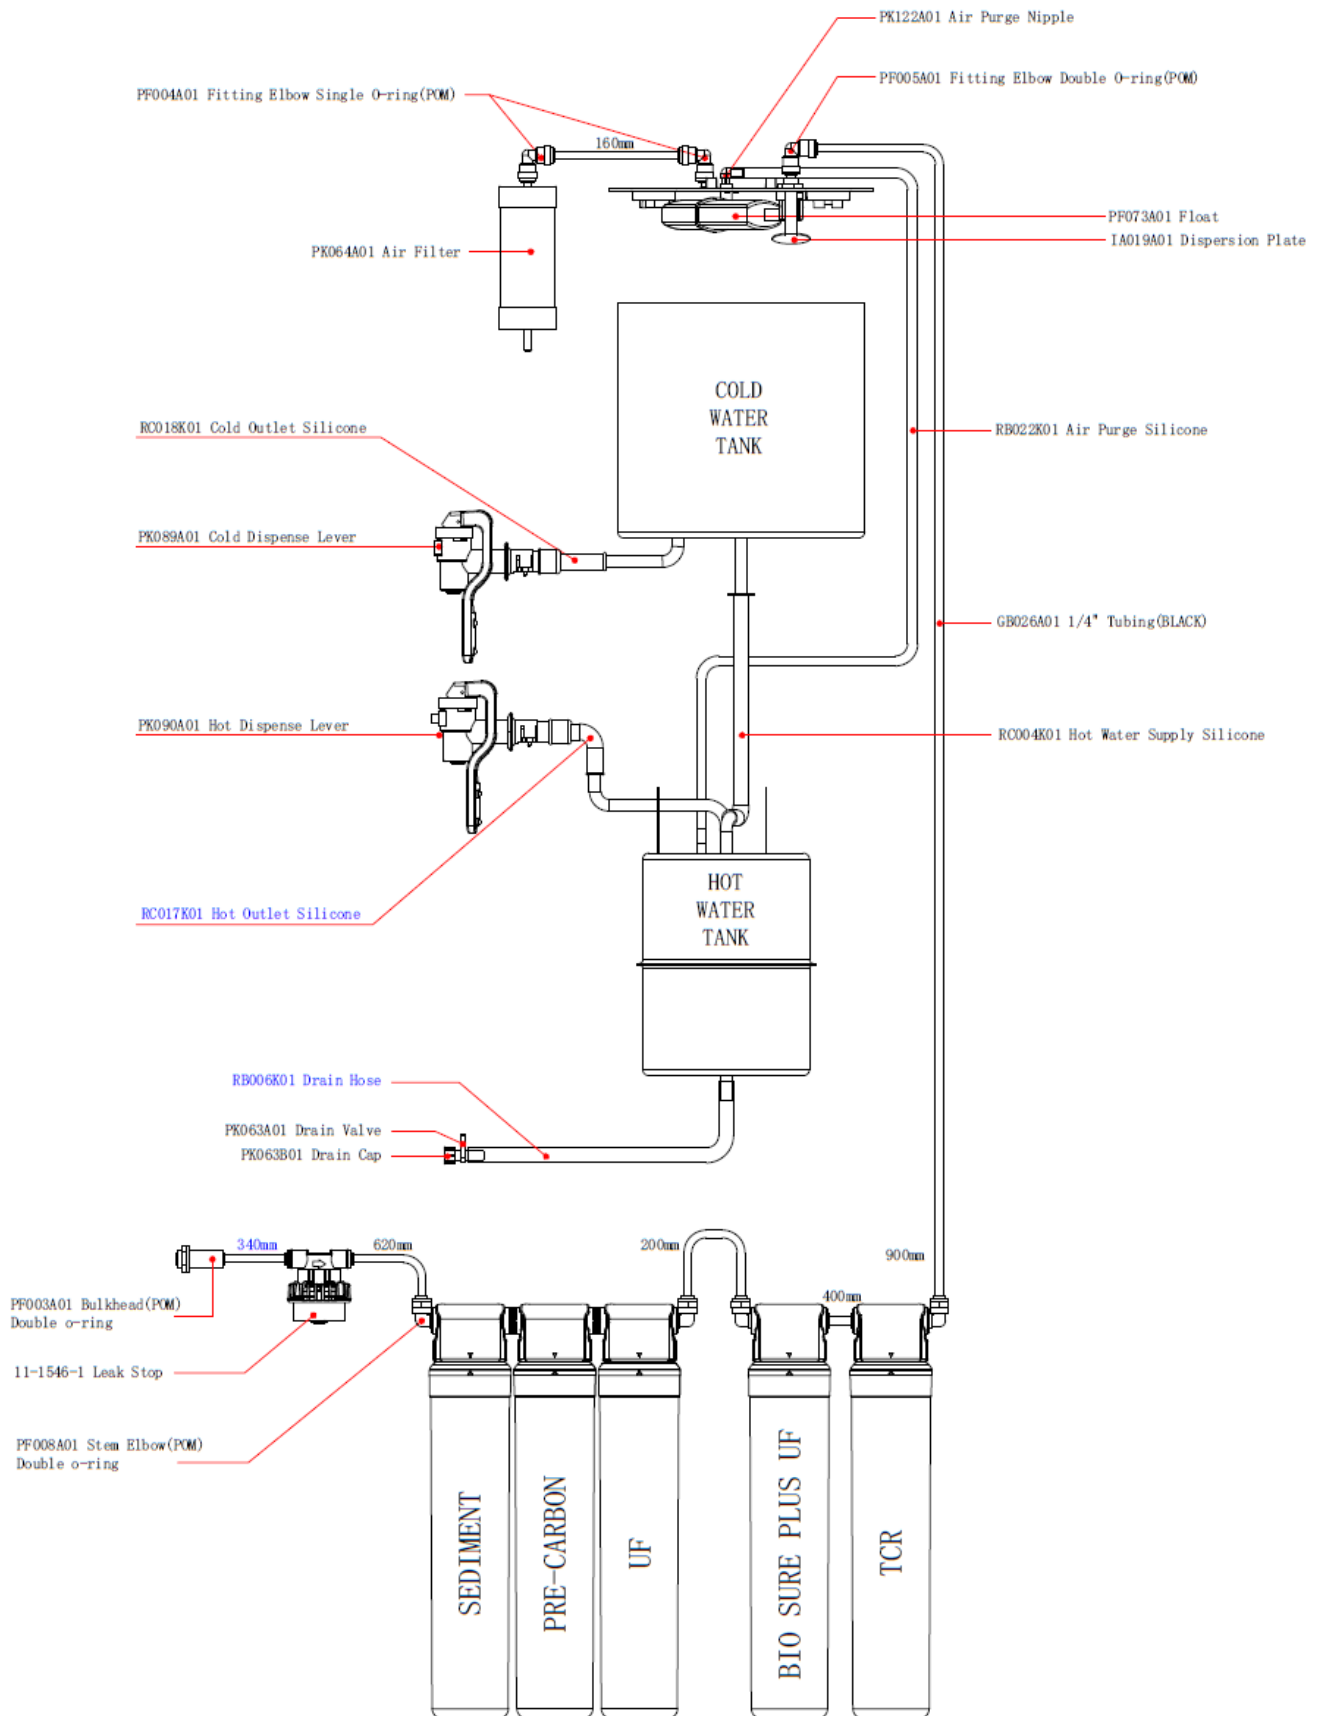 PK122A01 Air Purge Nipple
PF005A01 Fitting Elbow Double O-ring(POM)
PF004A01 Fitting Elbow Single O-ring(POM)
160mm
PF073A01 Float
IA019A01 Dispersion Plate
PK064A01 Air Filter
COLD
WATER
TANK
RC018K01 Cold Outlet Silicone
RB022K01 Air Purge Silicone
PK089A01 Cold Dispense Lever
GB026A01 1/4" Tubing(BLACK)
PK090A01 Hot Dispense Lever
RC004K01 Hot Water Supply Silicone
HOT
WATER
TANK
RC017K01 Hot Outlet Silicone
RB006K01 Drain Hose
PK063A01 Drain Valve
PK063B01 Drain Cap
340mm
620mm
200mm
900mm
400mm
PF003A01 Bulkhead(POM)
Double o-ring
11-1546-1 Leak Stop
PF008A01 Stem Elbow(POM)
Double o-ring
SEDIMENT
PRE-CARBON
UF
BIO SURE PLUS UF
TCR